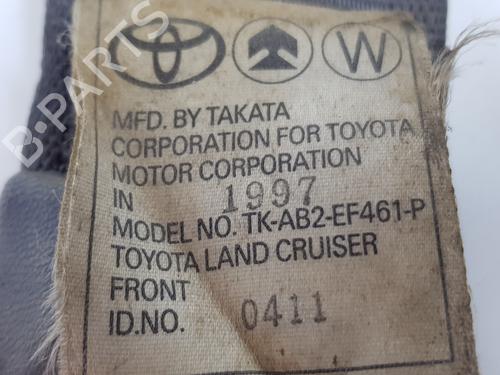 W
MFD. BY TAKATA
CORPORATION FOR TOYOTA
MOTOR CORPORATION
IN 1997
MODEL NO. TK-AB2-EF461-P
TOYOTA LAND CRUISER
FRONT
ID.NO. 0411
B-PARTS